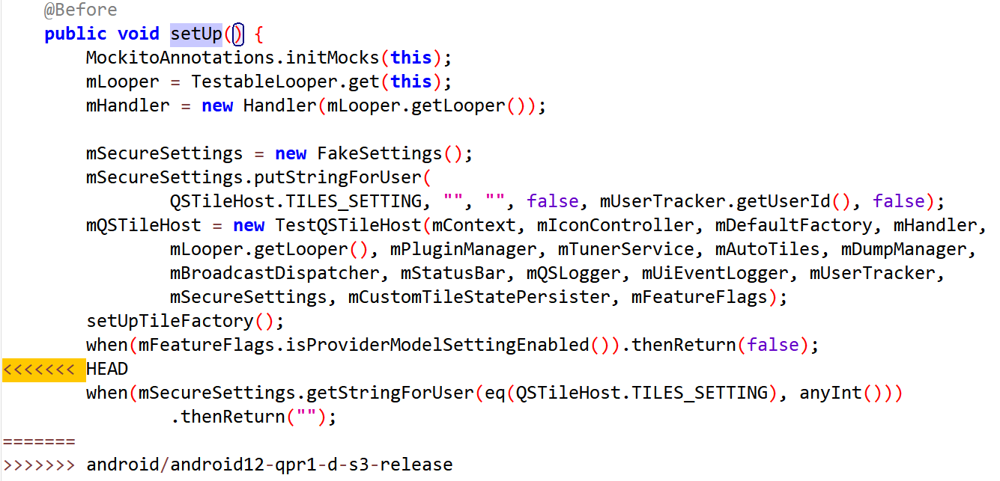 @Before
public void setUp() {
MockitoAnnotations.initMocks(this);
mLooper = TestableLooper.get(this);
mHandler = new Handler(mLooper.getLooper());
mSecureSettings = new FakeSettings();
mSecureSettings.putStringForUser(
QSTileHost.TILES_SETTING, "", "", false, mUserTracker.getUserId(), false);
mQSTileHost = new TestQSTileHost(mContext, mIconController, mDefaultFactory, mHandler,
mLooper.getLooper(), mPluginManager, mTunerService, mAutoTiles, mDumpManager,
mBroadcastDispatcher, mStatusBar, mQSLogger, mUiEventLogger, mUserTracker,
mSecureSettings, mCustomTileStatePersister, mFeatureFlags);
setUpTileFactory();
when(mFeatureFlags.isProviderModelSettingEnabled()).thenReturn(false);
<<<<<<< HEAD
when(mSecureSettings.getStringForUser(eq(QSTileHost.TILES_SETTING), anyInt()))
.thenReturn("");
=======
>>>>>>> android/android12-qpr1-d-s3-release